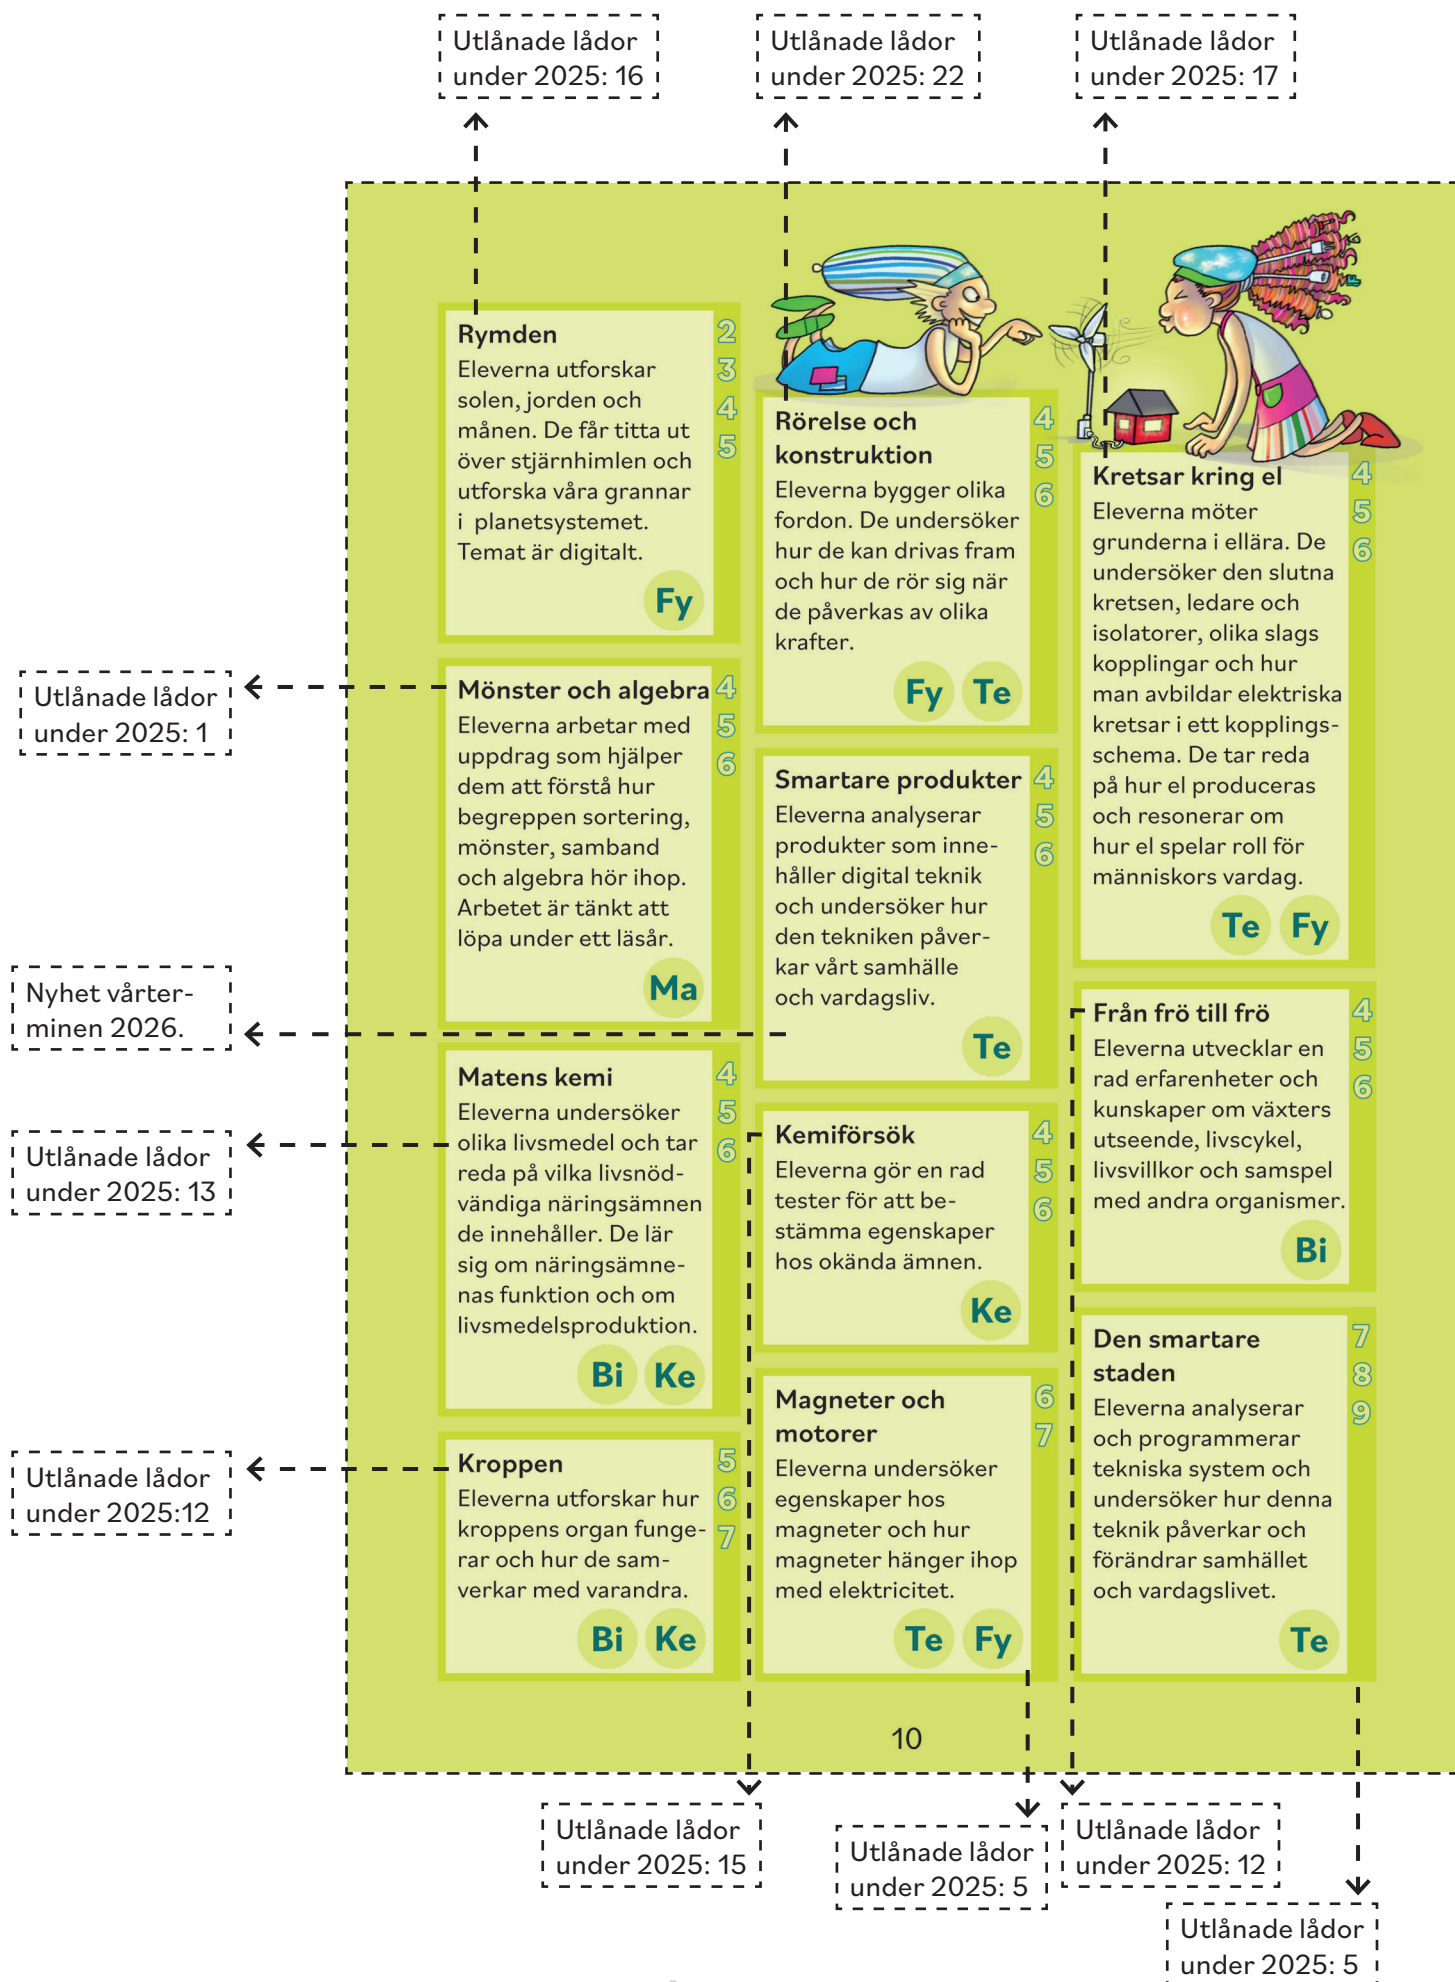 Utlånade lådor
under 2025: 16
Utlånade lådor
under 2025: 22
Utlånade lådor
under 2025: 17
Rymden
Eleverna utforskar
solen, jorden och
månen. De får titta ut
över stjärnhimlen och
utforska våra grannar
i planetsystemet.
Temat är digitalt.
Fy
2
3
4
5
Utlånade lådor
under 2025: 1
Mönster och algebra
Eleverna arbetar med
uppdrag som hjälper
dem att förstå hur
begreppen sortering,
mönster, samband
och algebra hör ihop.
Arbetet är tänkt att
löpa under ett läsår.
Ma
4
5
6
Nyhet vårter-
minen 2026.
Utlånade lådor
under 2025: 13
Matens kemi
Eleverna undersöker
olika livsmedel och tar
reda på vilka livsnöd-
vändiga näringsämnen
de innehåller. De lär
sig om näringsämne-
nas funktion och om
livsmedelsproduktion.
Bi Ke
4
5
6
Utlånade lådor
under 2025:12
Kroppen
Eleverna utforskar hur
kroppens organ funge-
rar och hur de sam-
verkar med varandra.
Bi Ke
5
6
7
Rörelse och
konstruktion
Eleverna bygger olika
fordon. De undersöker
hur de kan drivas fram
och hur de rör sig när
de påverkas av olika
krafter.
Fy Te
4
5
6
Smartare produkter
Eleverna analyserar
produkter som inne-
håller digital teknik
och undersöker hur
den tekniken påver-
kar vårt samhälle
och vardagsliv.
Te
4
5
6
Kemiförsök
Eleverna gör en rad
tester för att be-
stämma egenskaper
hos okända ämnen.
Ke
4
5
6
Magneter och
motorer
Eleverna undersöker
egenskaper hos
magneter och hur
magneter hänger ihop
med elektricitet.
Te Fy
6
7
Kretsar kring el
Eleverna möter
grunderna i ellära. De
undersöker den slutna
kretsen, ledare och
isolatorer, olika slags
kopplingar och hur
man avbildar elektriska
kretsar i ett kopplings-
schema. De tar reda
på hur el produceras
och resonerar om
hur el spelar roll för
människors vardag.
Te Fy
4
5
6
Från frö till frö
Eleverna utvecklar en
rad erfarenheter och
kunskaper om växters
utseende, livscykel,
livsvillkor och samspel
med andra organismer.
Bi
4
5
6
Den smartare
staden
Eleverna analyserar
och programmerar
tekniska system och
undersöker hur denna
teknik påverkar och
förändrar samhället
och vardagslivet.
Te
7
8
9
10
Utlånade lådor
under 2025: 15
Utlånade lådor
under 2025: 5
Utlånade lådor
under 2025: 12
Utlånade lådor
under 2025: 5